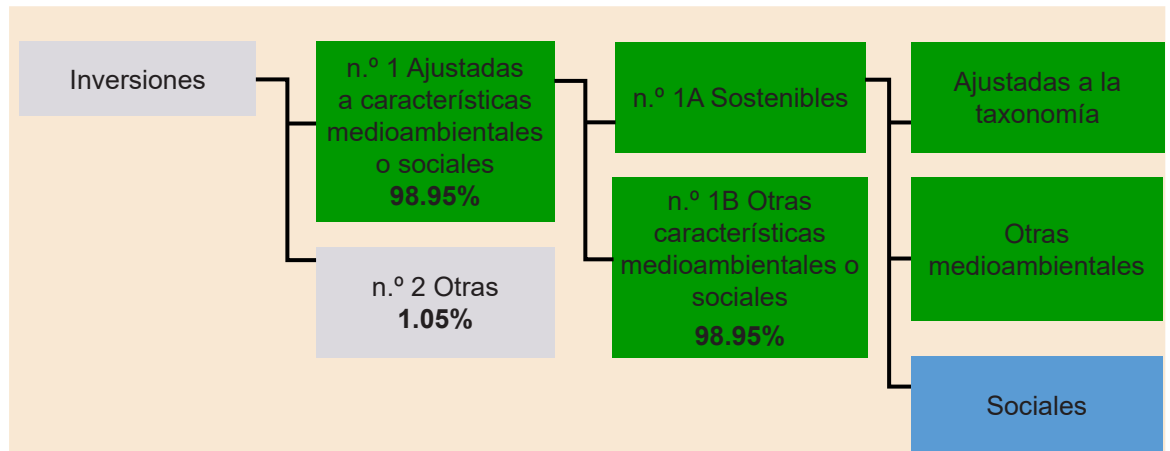 Inversiones
n.º 1 Ajustadas
a características
medioambientales
o sociales
98.95%
n.º 2 Otras
1.05%
n.º 1A Sostenibles
n.º 1B Otras
características
medioambientales o
sociales
98.95%
Ajustadas a la
taxonomía
Otras
medioambientales
Sociales